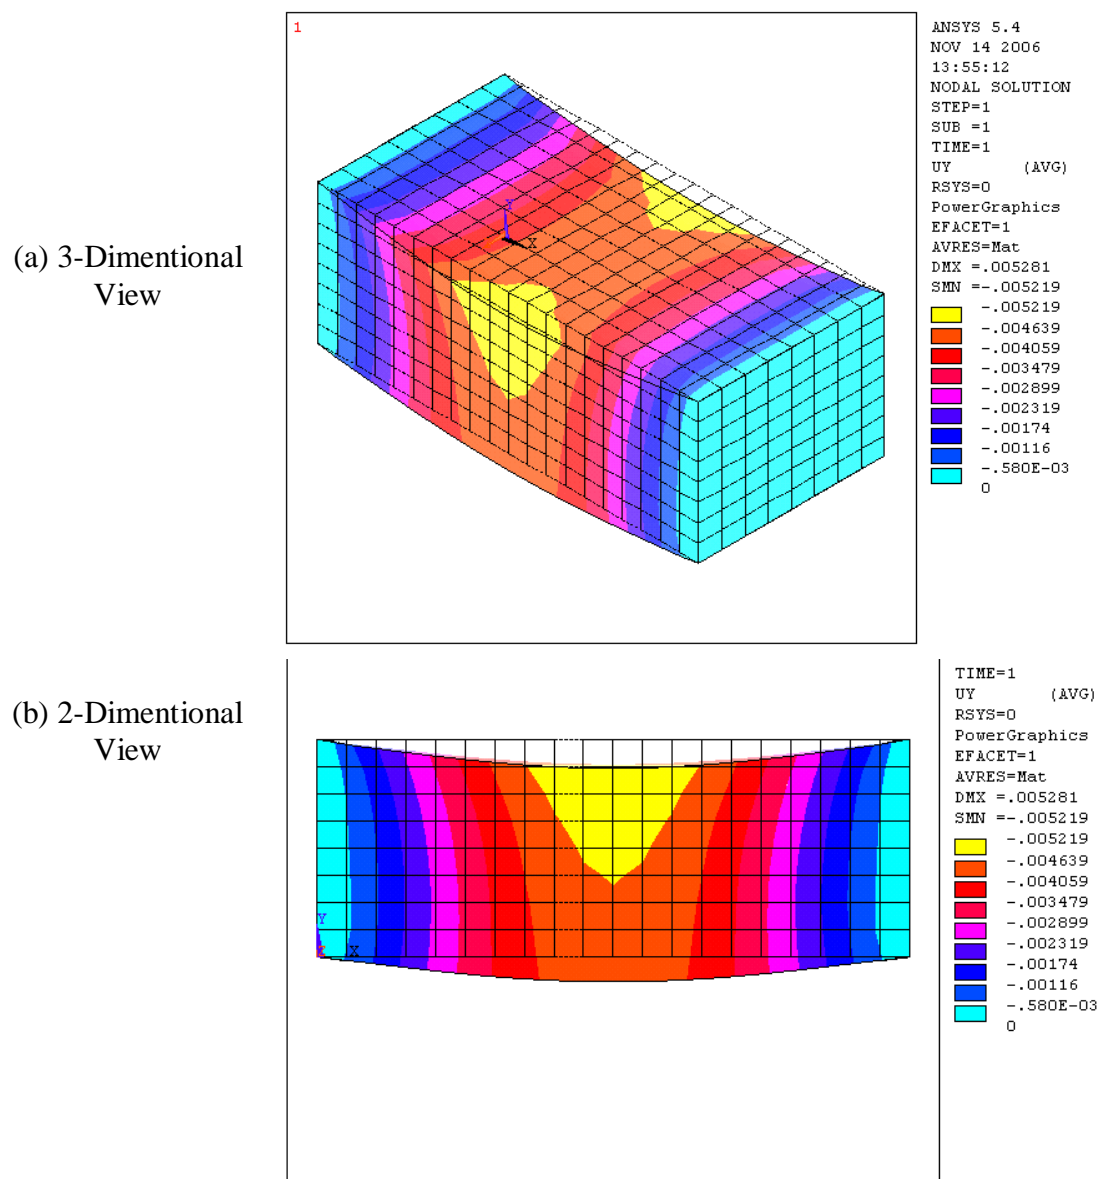 1
ANSYS 5.4
NOV 14 2006
13:55:12
NODAL SOLUTION
STEP=1
SUB =1
TIME=1
UY (AVG)
RSYS=0
PowerGraphics
EFACET=1
AVRES=Mat
DMX =.005281
SMN =-.005219
-.005219
-.004639
-.004059
-.003479
-.002899
-.002319
-.00174
-.00116
-.580E-03
0
Y
X
(a) 3-Dimentional
View
(b) 2-Dimentional
View
TIME=1
UY (AVG)
RSYS=0
PowerGraphics
EFACET=1
AVRES=Mat
DMX =.005281
SMN =-.005219
-.005219
-.004639
-.004059
-.003479
-.002899
-.002319
-.00174
-.00116
-.580E-03
0
Y
X